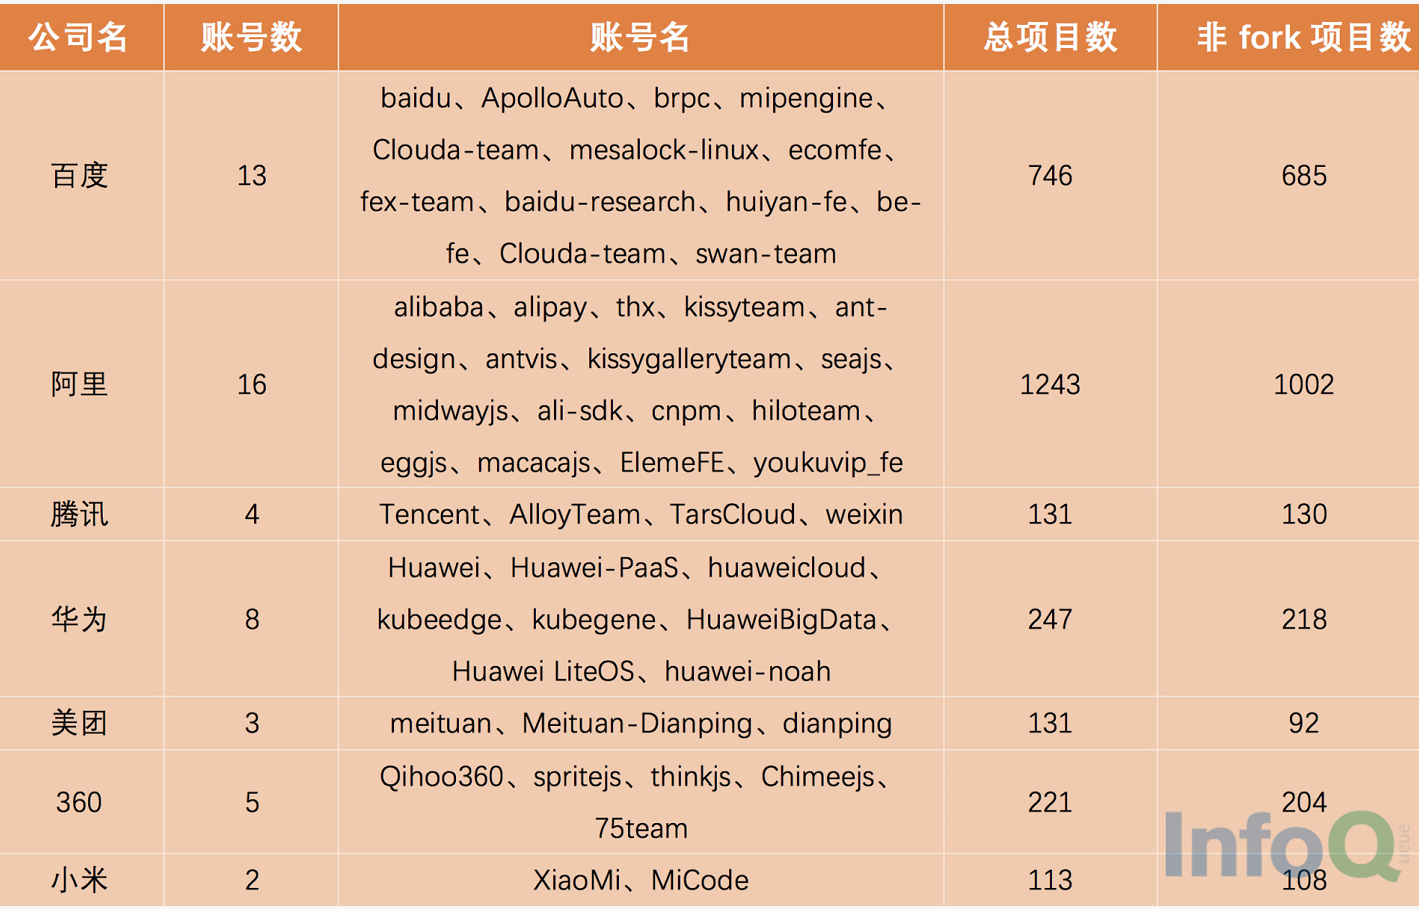 公司名 账号数 账号名 总项目数 非 fork 项目数
baidu、ApolloAuto、brpc、mipengine、
Clouda-team、mesalock-linux、ecomfe、
百度 13 746 685
fex-team、baidu-research、huiyan-fe、be-
fe、Clouda-team、swan-team
alibaba、alipay、thx、kissyteam、ant-
design、antvis、kissygalleryteam、seajs、
阿里 16 1243 1002
midwayjs、ali-sdk、cnpm、hiloteam、
eggjs、macacajs、ElemeFE、youkuvip_fe
腾讯 4 Tencent、AlloyTeam、TarsCloud、weixin 131 130
Huawei、Huawei-PaaS、huaweicloud、
华为 8 kubeedge、kubegene、HuaweiBigData、 247 218
Huawei LiteOS、huawei-noah
美团 3 meituan、Meituan-Dianping、dianping 131 92
Qihoo360、spritejs、thinkjs、Chimeejs、
360 5 221 204
75team
小米 2 XiaoMi、MiCode 113 108
InfoQueue